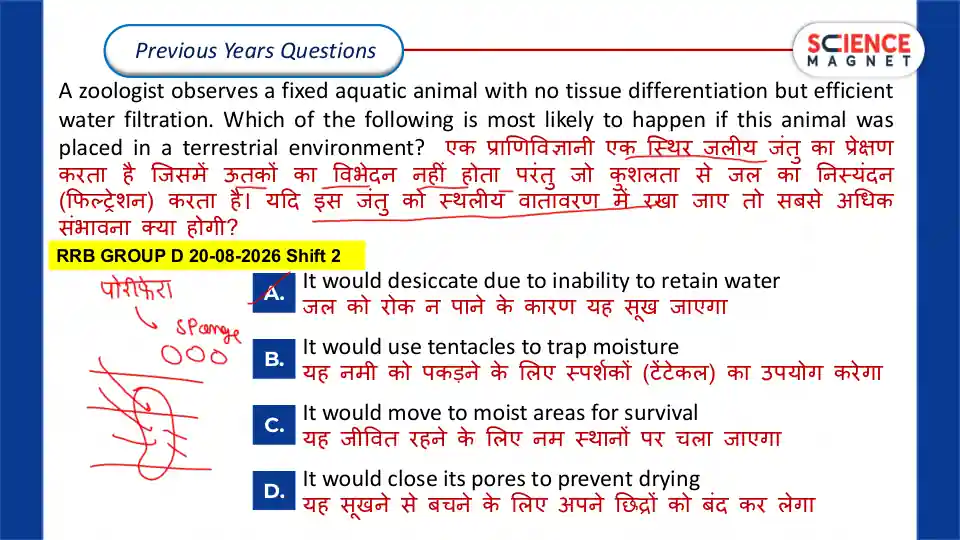 Previous Years Questions
SCIENCE
MAGNET
A zoologist observes a fixed aquatic animal with no tissue differentiation but efficient
water filtration. Which of the following is most likely to happen if this animal was
placed in a terrestrial environment? एक प्राणिविज्ञानी एक स्थिर जलीय जंतु का प्रेक्षण
करता है जिसमें ऊतकों का विभेदन नहीं होता परंतु जो कुशलता से जल का निस्यंदन
(फिल्ट्रेशन) करता है। यदि इस जंतु को स्थलीय वातावरण में रखा जाए तो सबसे अधिक
संभावना क्या होगी?
RRB GROUP D 20-08-2026 Shift 2
पोरीफेरा
Sponge
A. It would desiccate due to inability to retain water
जल को रोक न पाने के कारण यह सूख जाएगा
B. It would use tentacles to trap moisture
यह नमी को पकड़ने के लिए स्पर्शकों (टेंटेकल) का उपयोग करेगा
C. It would move to moist areas for survival
यह जीवित रहने के लिए नम स्थानों पर चला जाएगा
D. It would close its pores to prevent drying
यह सूखने से बचने के लिए अपने छिद्रों को बंद कर लेगा